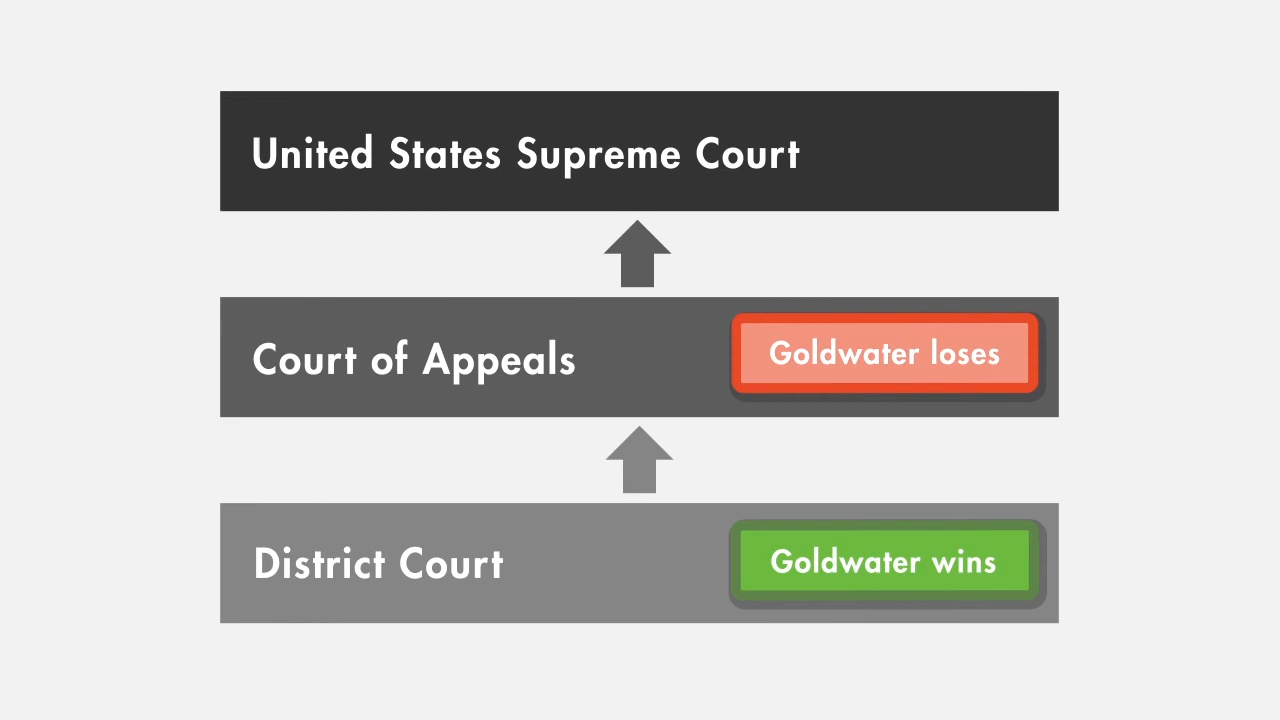 United States Supreme Court
Court of Appeals
Goldwater loses
District Court
Goldwater wins